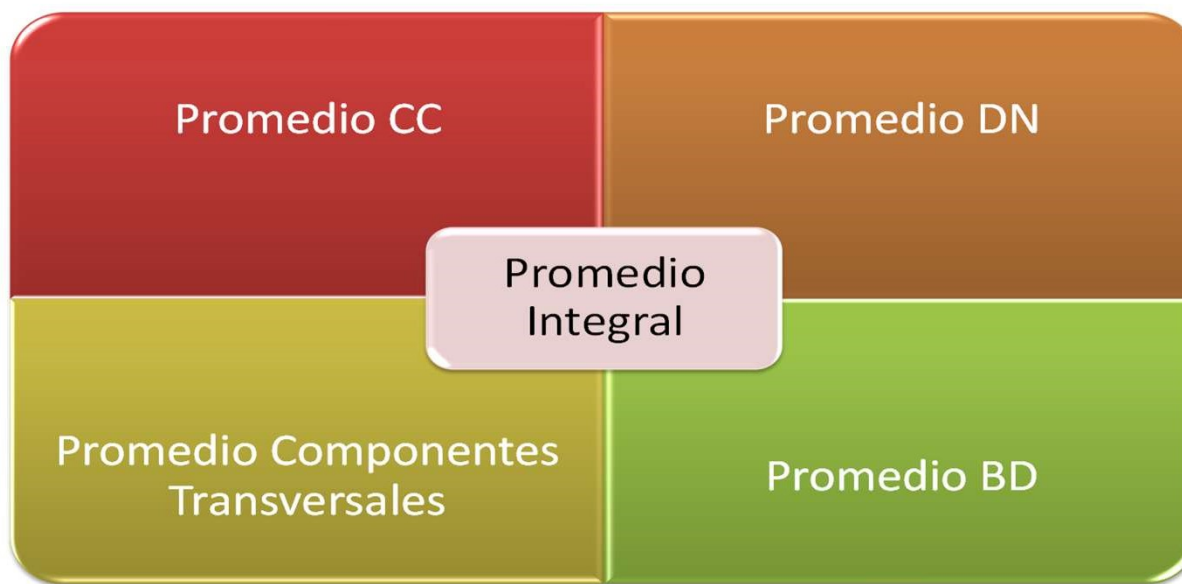 Promedio CC
Promedio DN
Promedio
Integral
Promedio Componentes
Transversales
Promedio BD